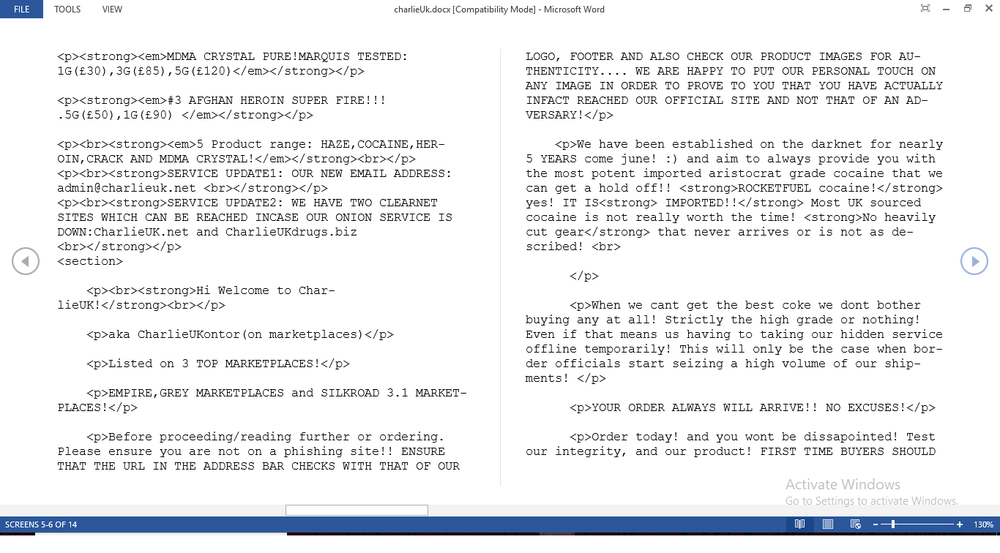 FILE TOOLS VIEW charlieUk.docx [Compatibility Mode] - Microsoft Word
<p><strong><em>MDMA CRYSTAL PURE!MARQUIS TESTED:
1G(£30),3G(£85),5G(£120)</em></strong></p>
<p><strong><em>#3 AFGHAN HEROIN SUPER FIRE!!!
.5G(£50),1G(£90) </em></strong></p>
<p><br><strong><em>5 Product range: HAZE,COCAINE,HER-
OIN,CRACK AND MDMA CRYSTAL!</em></strong><br></p>
<p><br><strong>SERVICE UPDATE1: OUR NEW EMAIL ADDRESS:
admin@charlieuk.net <br></strong></p>
<p><br><strong>SERVICE UPDATE2: WE HAVE TWO CLEARNET
SITES WHICH CAN BE REACHED INCASE OUR ONION SERVICE IS
DOWN:CharlieUK.net and CharlieUKdrugs.biz
<br></strong></p>
<section>
<p><br><strong>Hi Welcome to Char-
lieUK!</strong><br></p>
<p>aka CharlieUKontor(on marketplaces)</p>
<p>Listed on 3 TOP MARKETPLACES!</p>
<p>EMPIRE,GREY MARKETPLACES and SILKROAD 3.1 MARKET-
PLACES!</p>
<p>Before proceeding/reading further or ordering.
Please ensure you are not on a phishing site!! ENSURE
THAT THE URL IN THE ADDRESS BAR CHECKS WITH THAT OF OUR
LOGO, FOOTER AND ALSO CHECK OUR PRODUCT IMAGES FOR AU-
THENTICITY.... WE ARE HAPPY TO PUT OUR PERSONAL TOUCH ON
ANY IMAGE IN ORDER TO PROVE TO YOU THAT YOU HAVE ACTUALLY
INFACT REACHED OUR OFFICIAL SITE AND NOT THAT OF AN AD-
VERSARY!</p>
<p>We have been established on the darknet for nearly
5 YEARS come june! :) and aim to always provide you with
the most potent imported aristocrat grade cocaine that we
can get a hold off!! <strong>ROCKETFUEL cocaine!</strong>
yes! IT IS<strong> IMPORTED!!</strong> Most UK sourced
cocaine is not really worth the time! <strong>No heavily
cut gear</strong> that never arrives or is not as de-
scribed! <br>
</p>
<p>When we cant get the best coke we dont bother
buying any at all! Strictly the high grade or nothing!
Even if that means us having to taking our hidden service
offline temporarily! This will only be the case when bor-
der officials start seizing a high volume of our ship-
ments! </p>
<p>YOUR ORDER ALWAYS WILL ARRIVE!! NO EXCUSES!</p>
<p>Order today! and you wont be dissapointed! Test
our integrity, and our product! FIRST TIME BUYERS SHOULD
Activate Windows
Go to Settings to activate Windows.
SCREENS 5-6 OF 14
130%